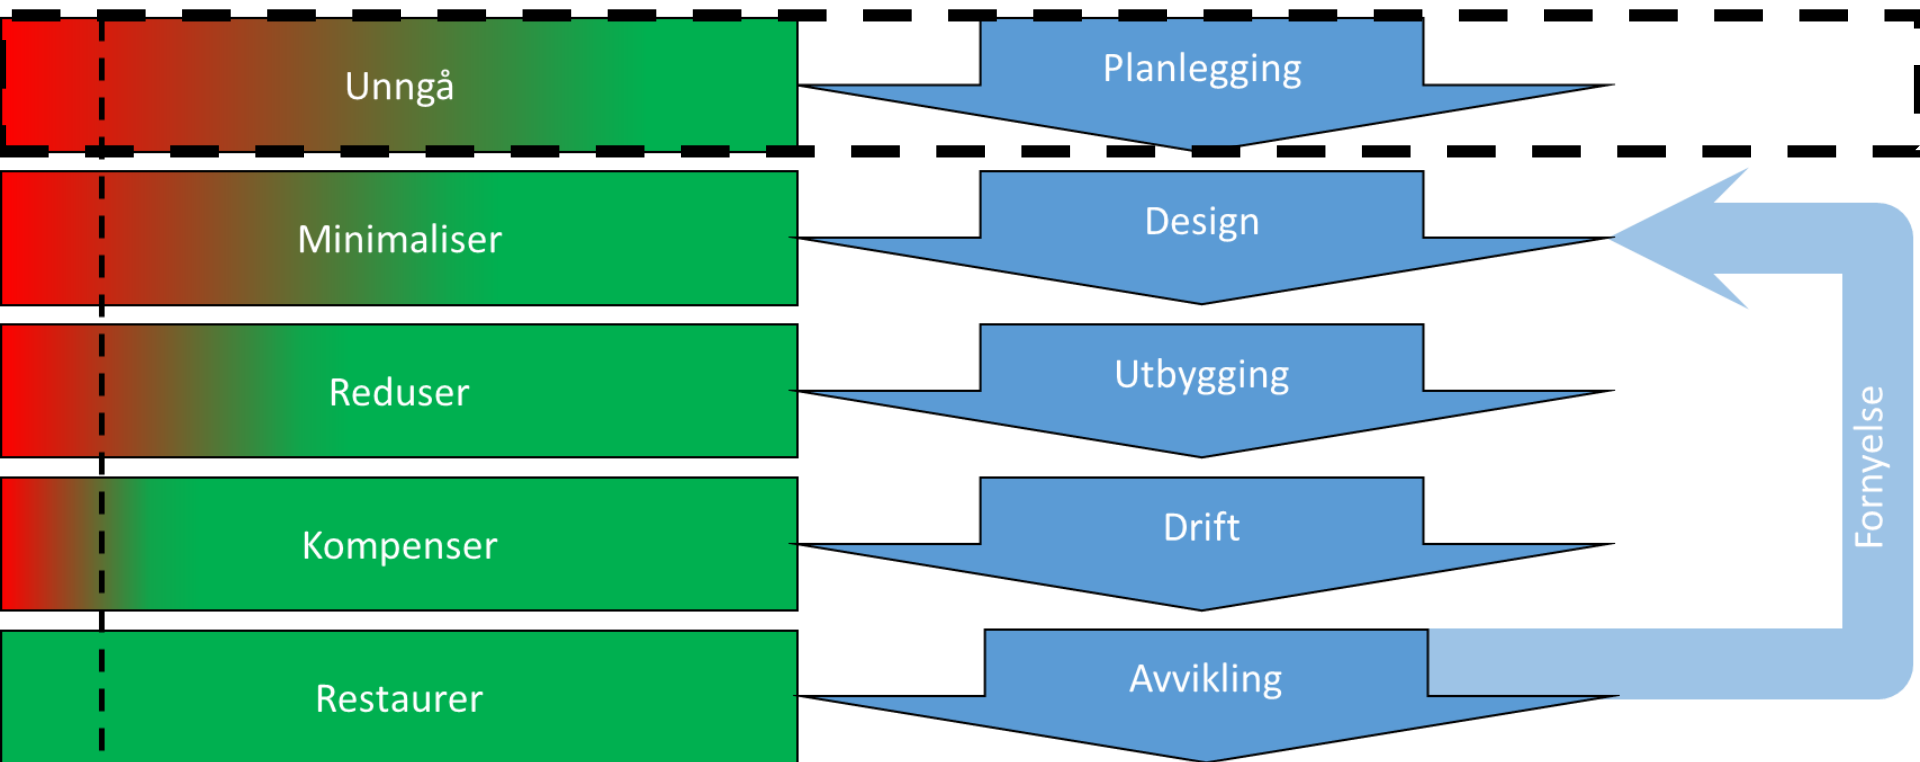 Unngå
Planlegging
Minimaliser
Design
Reduser
Utbygging
Kompenser
Drift
Restaurer
Avvikling
Fornyelse